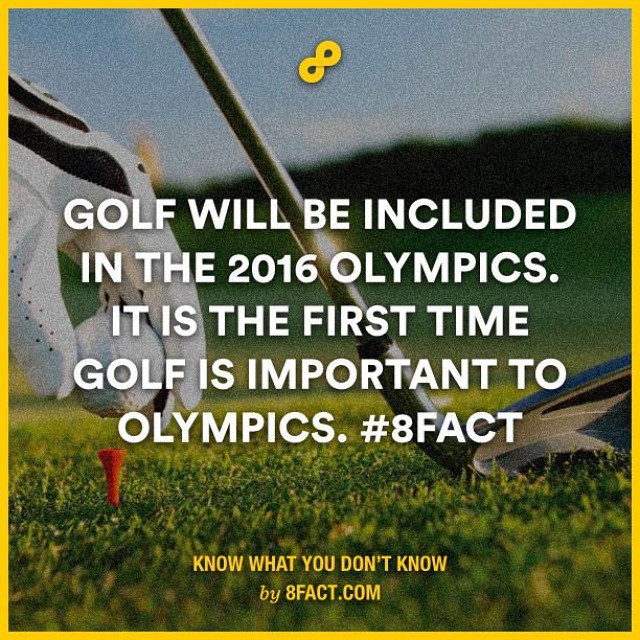 GOLF WILL BE INCLUDED
IN THE 2016 OLYMPICS.
IT IS THE FIRST TIME
GOLF IS IMPORTANT TO
OLYMPICS. #8FACT
KNOW WHAT YOU DON'T KNOW
by 8FACT.COM